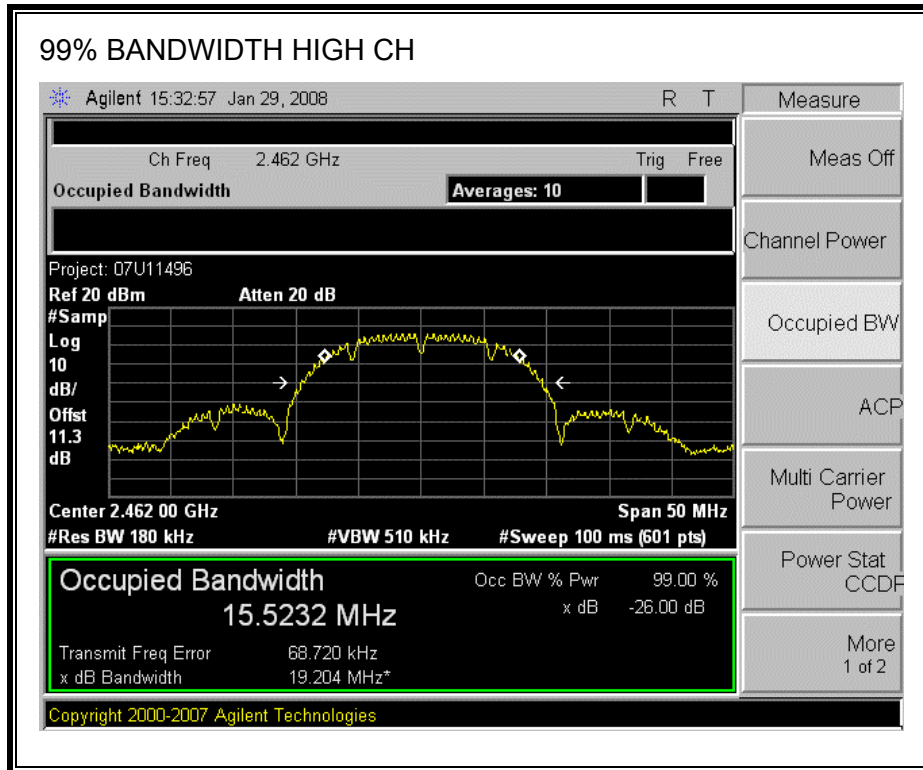 99% BANDWIDTH HIGH CH
Agilent 15:32:57 Jan 29, 2008 R T
Measure
Ch Freq 2.462 GHz Trig Free
Occupied Bandwidth Averages: 10
Meas Off
Channel Power
Occupied BW
ACP
Multi Carrier
Power
Power Stat
CCDF
More
1 of 2
Project: 07U11496
Ref 20 dBm Atten 20 dB
#Samp
Log
10
dB/
Offst
11.3
dB
Center 2.462 00 GHz Span 50 MHz
#Res BW 180 kHz #VBW 510 kHz #Sweep 100 ms (601 pts)
Occupied Bandwidth
15.5232 MHz
Occ BW % Pwr 99.00 %
x dB -26.00 dB
Transmit Freq Error 68.720 kHz
x dB Bandwidth 19.204 MHz*
Copyright 2000-2007 Agilent Technologies